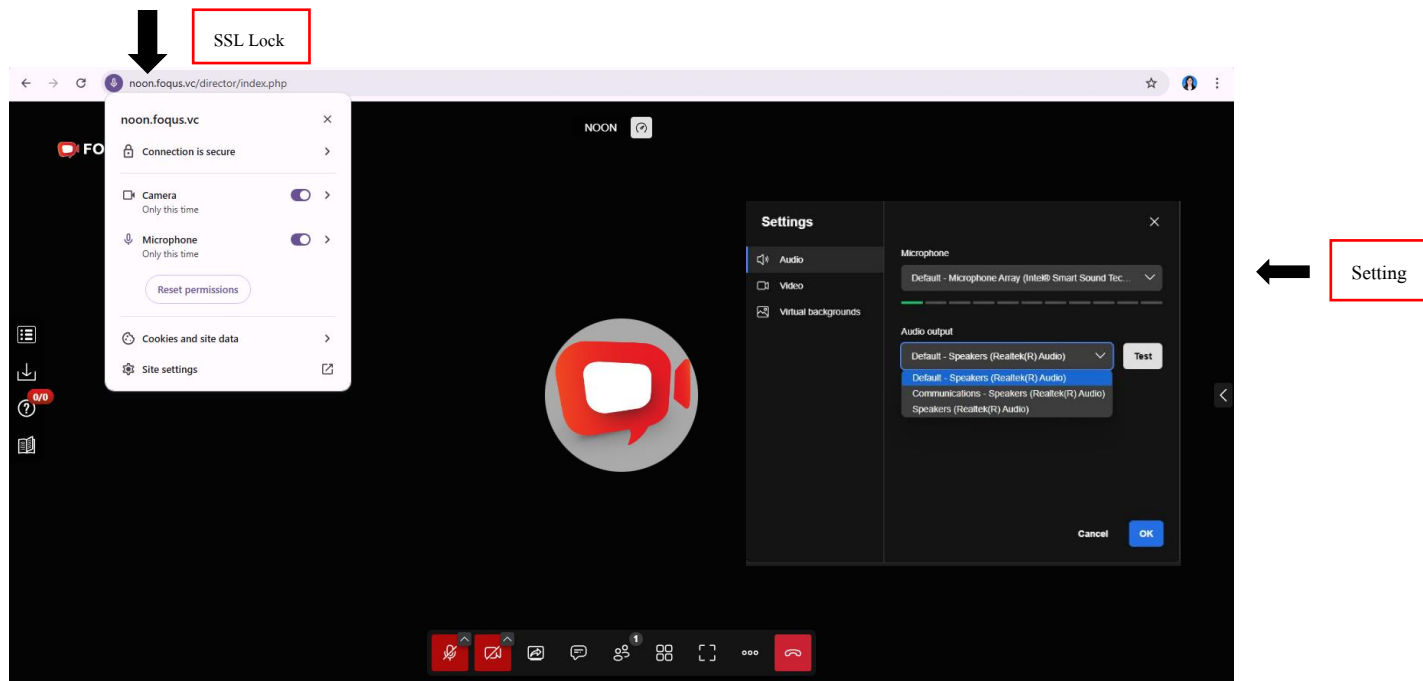 SSL Lock
noon.foqus.vc/director/index.php
noon.foqus.vc
NOON
FO
Connection is secure
Camera
Only this time
Microphone
Only this time
Reset permissions
Cookies and site data
Site settings
0/0
Settings
Audio
Video
Virtual backgrounds
Microphone
Default - Microphone Array (Intel® Smart Sound Tec...
Audio output
Default - Speakers (Realtek(R) Audio)
Test
Default - Speakers (Realtek(R) Audio)
Communications - Speakers (Realtek(R) Audio)
Speakers (Realtek(R) Audio)
Cancel
OK
Setting
1